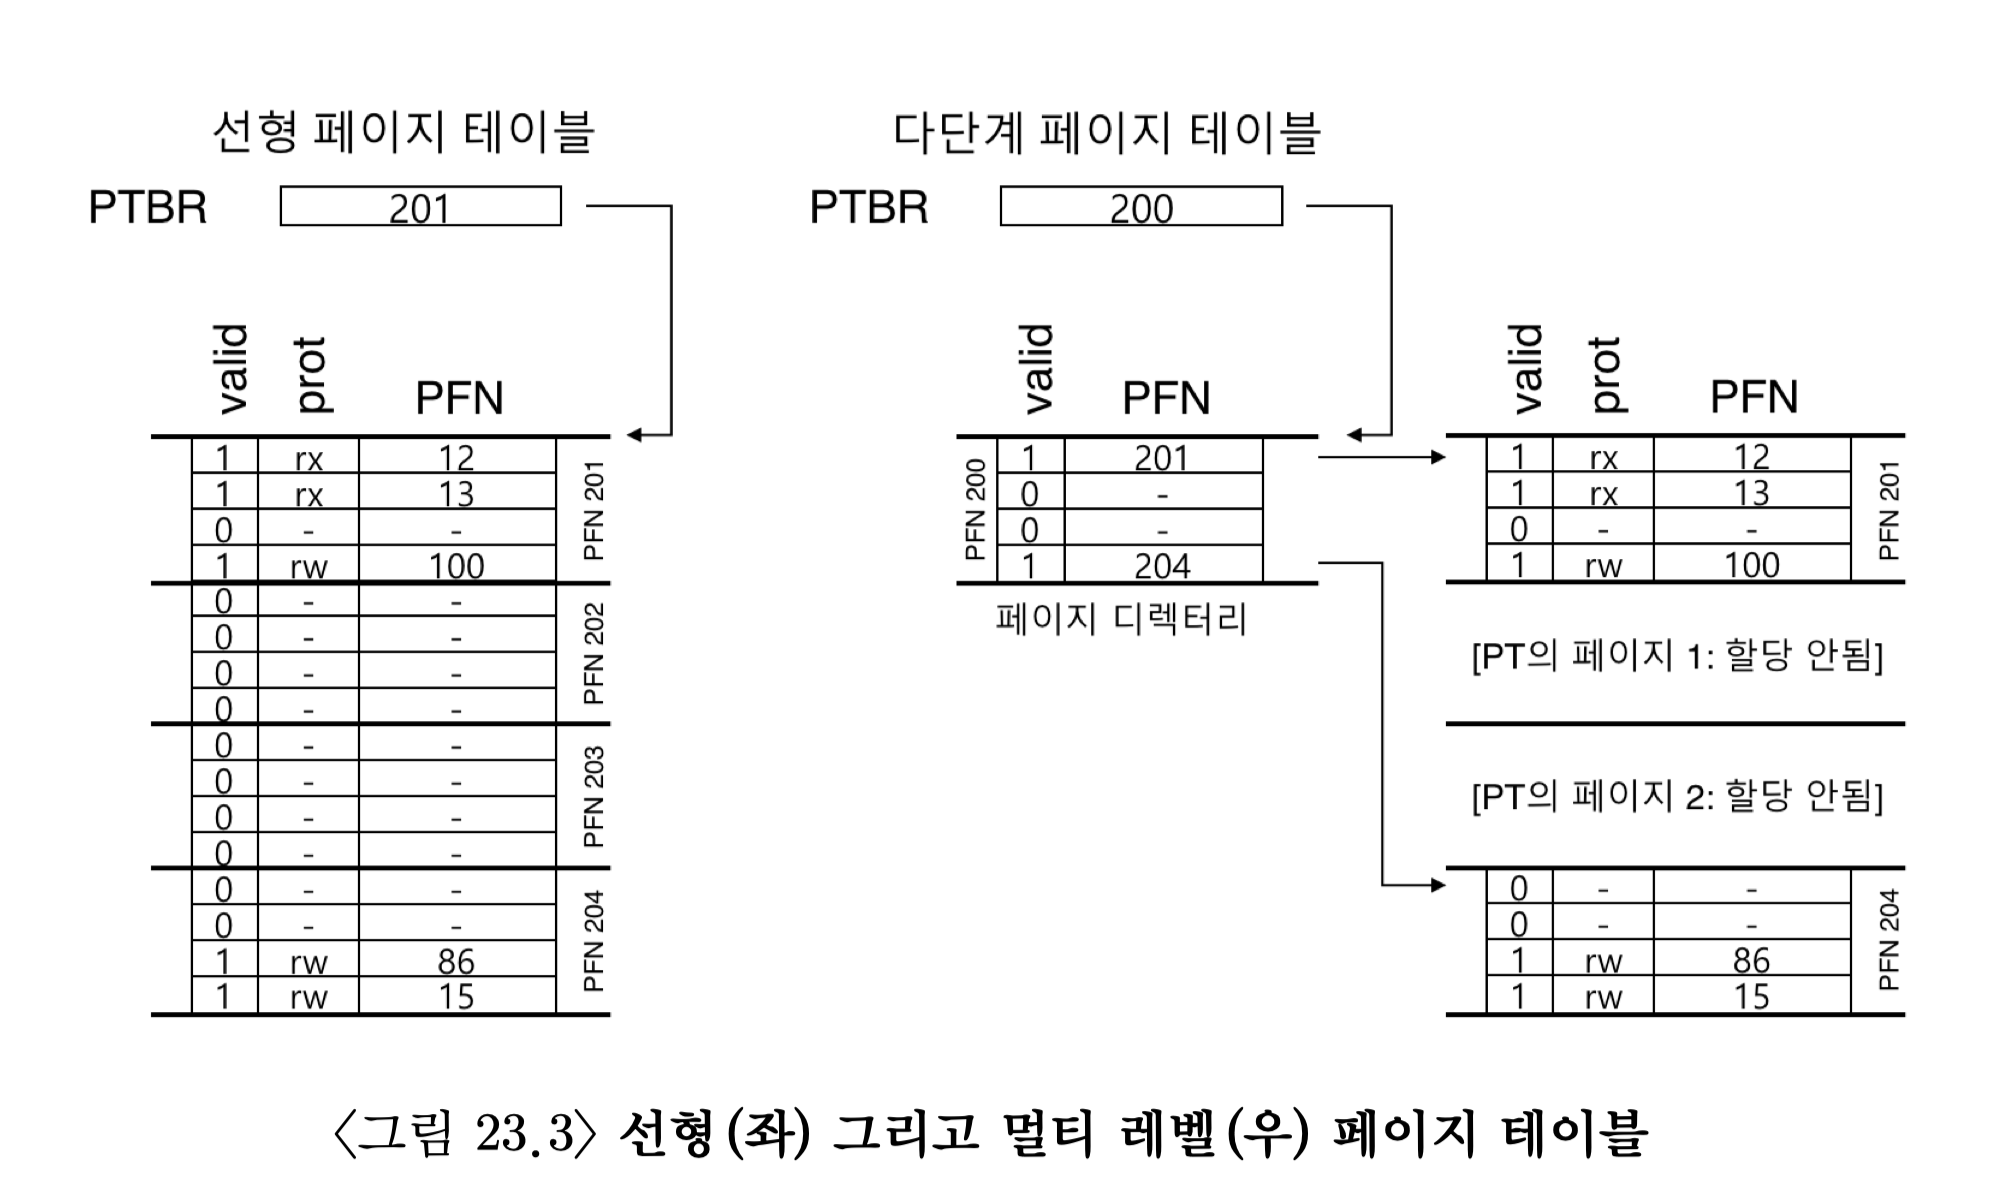 선형 페이지 테이블
PTBR 201
valid prot PFN
1 rx 12
1 rx 13
0 - -
1 rw 100
PFN 201
0 - -
0 - -
0 - -
0 - -
PFN 202
0 - -
0 - -
0 - -
0 - -
PFN 203
0 - -
0 - -
1 rw 86
1 rw 15
PFN 204
다단계 페이지 테이블
PTBR 200
valid PFN
PFN 200
1 201
0 -
0 -
1 204
페이지 디렉터리
valid prot PFN
1 rx 12
1 rx 13
0 - -
1 rw 100
PFN 201
[PT의 페이지 1: 할당 안됨]
[PT의 페이지 2: 할당 안됨]
0 - -
0 - -
1 rw 86
1 rw 15
PFN 204
〈그림 23.3〉 선형(좌) 그리고 멀티 레벨(우) 페이지 테이블